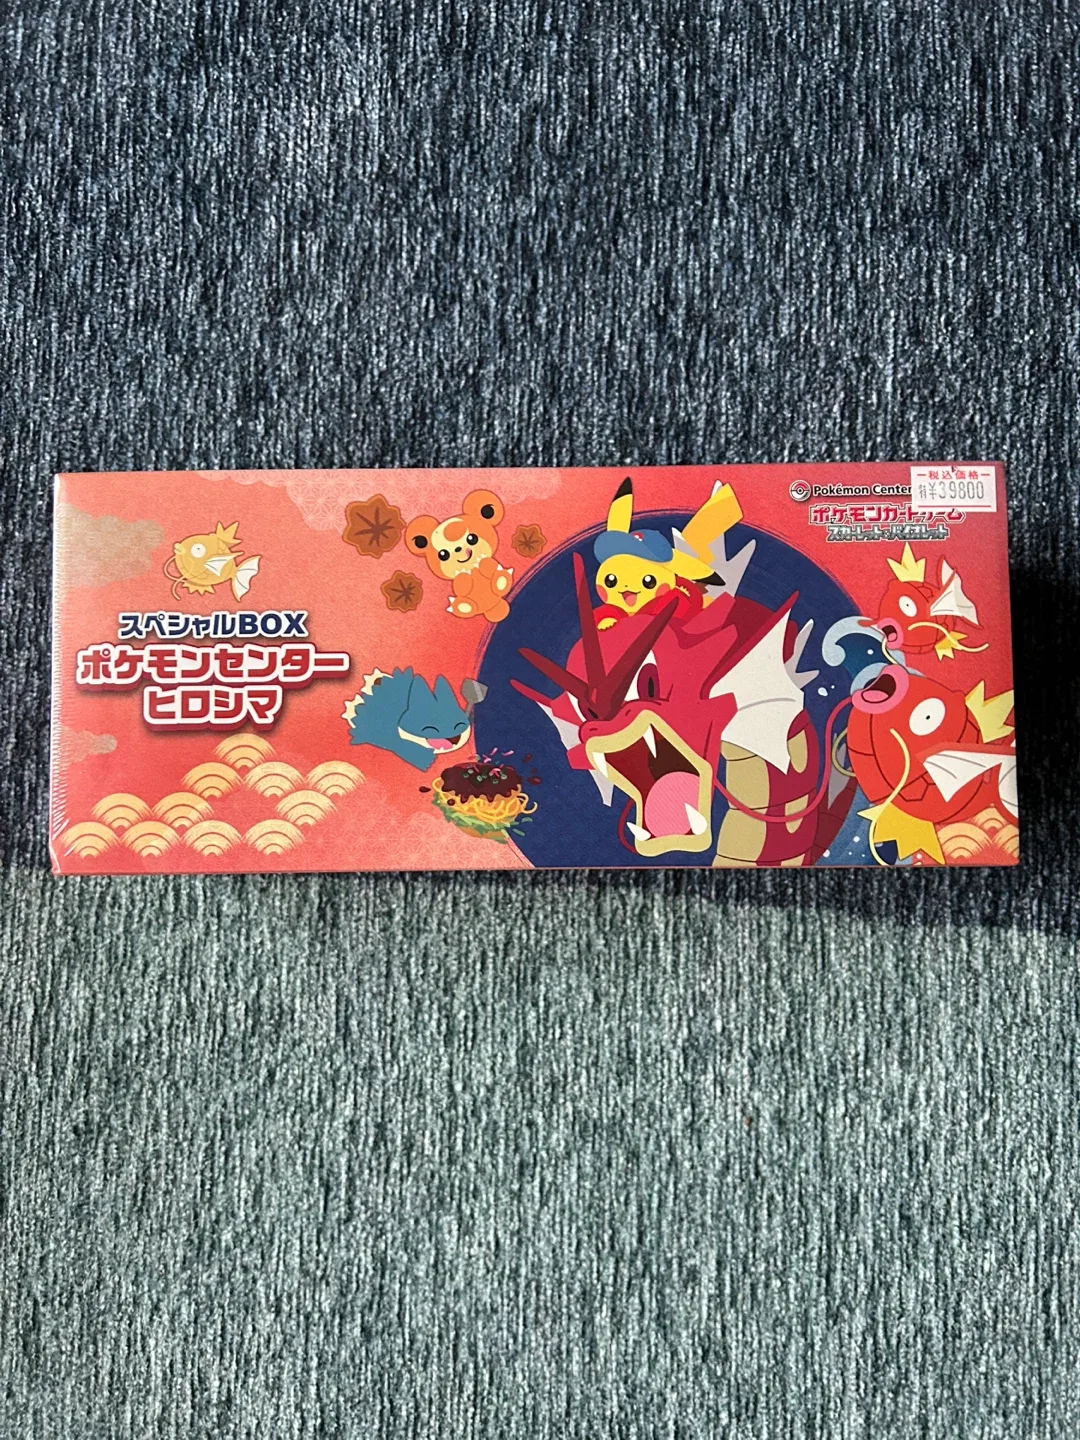 税込価格
特¥39800
Pokémon Center
ポケモンカードゲーム
スカーレット&バイオレット
スペシャルBOX
ポケモンセンター
ヒロシマ